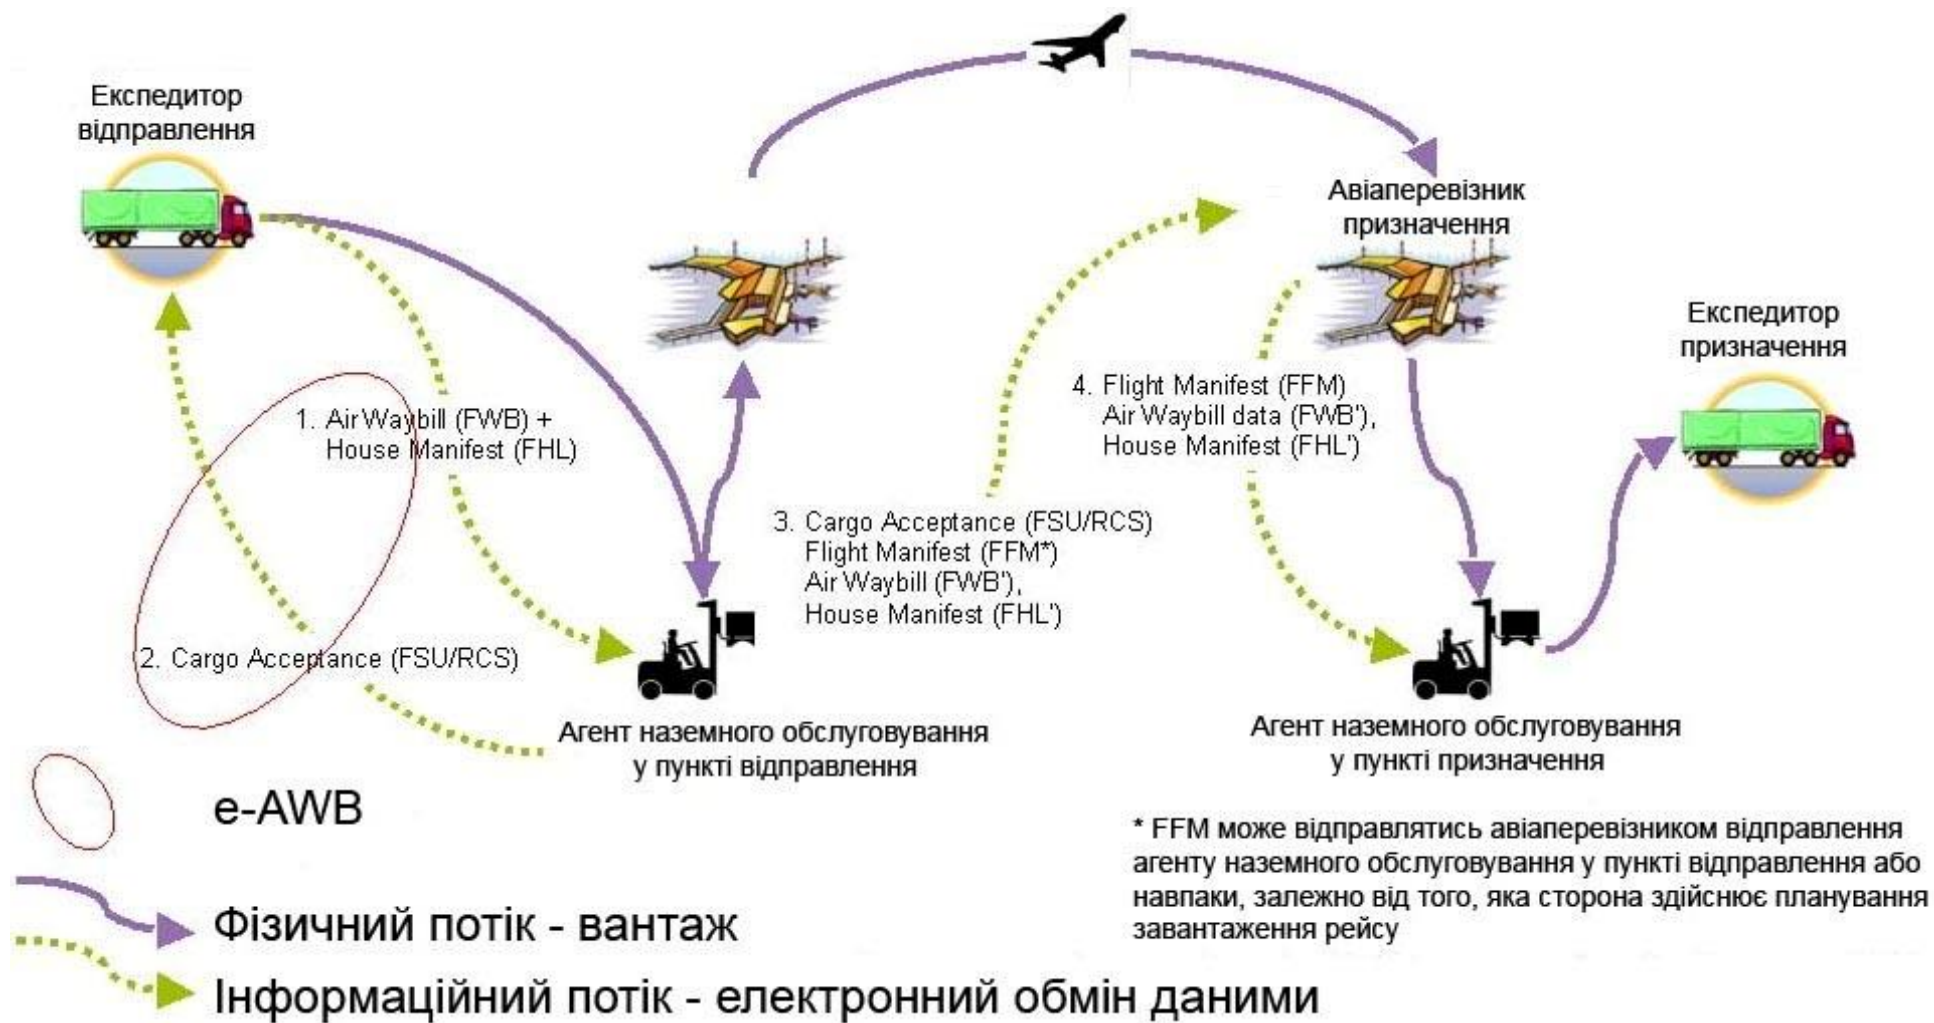 Експедитор
відправлення
Авіаперевізник
призначення
Експедитор
призначення
1. Air Waybill (FWB) +
House Manifest (FHL)
4. Flight Manifest (FFM)
Air Waybill data (FWB'),
House Manifest (FHL')
3. Cargo Acceptance (FSU/RCS)
Flight Manifest (FFM*)
Air Waybill (FWB'),
House Manifest (FHL')
2. Cargo Acceptance (FSU/RCS)
Агент наземного обслуговування
у пункті відправлення
Агент наземного обслуговування
у пункті призначення
e-AWB
Фізичний потік - вантаж
Інформаційний потік - електронний обмін даними
* FFM може відправлятись авіаперевізником відправлення
агенту наземного обслуговування у пункті відправлення або
навпаки, залежно від того, яка сторона здійснює планування
завантаження рейсу